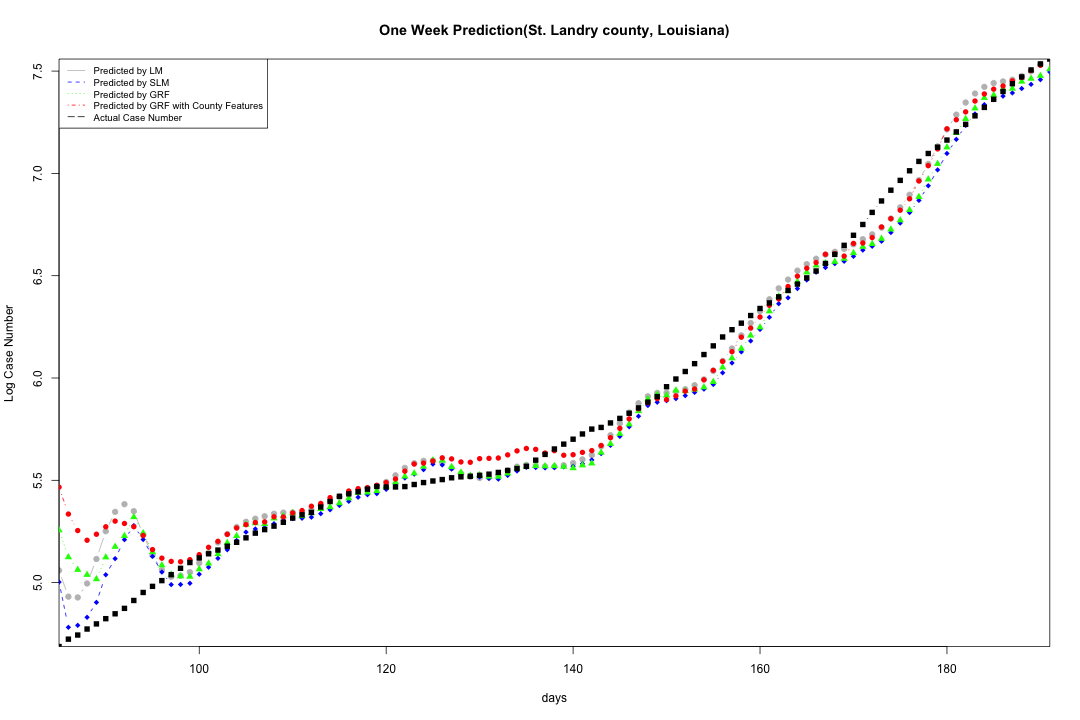 One Week Prediction(St. Landry county, Louisiana)
Predicted by LM
Predicted by SLM
Predicted by GRF
Predicted by GRF with County Features
Actual Case Number
7.5
7.0
6.5
6.0
5.5
5.0
Log Case Number
100 120 140 160 180
days